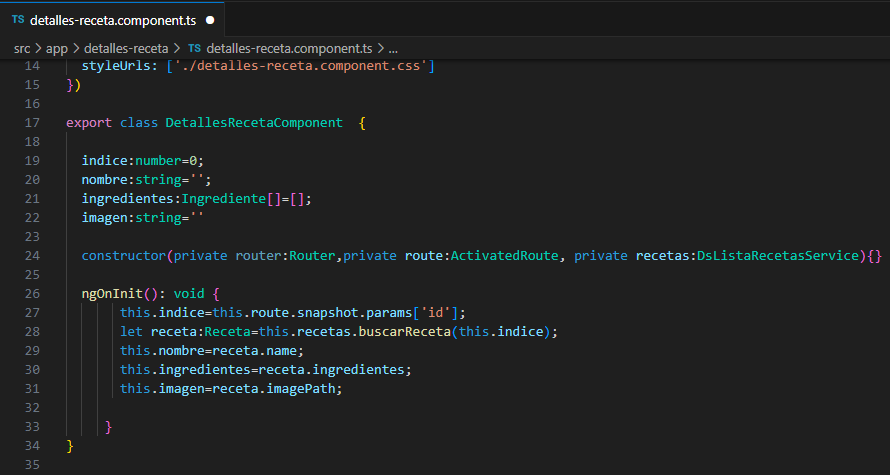 TS detalles-receta.component.ts ●
src > app > detalles-receta > TS detalles-receta.component.ts > ...
14 styleUrls: ['./detalles-receta.component.css']
15 })
16
17 export class DetallesRecetaComponent  {
18
19 indice:number=0;
20 nombre:string='';
21 ingredientes:Ingrediente[]=[];
22 imagen:string=''
23
24 constructor(private router:Router,private route:ActivatedRoute, private recetas:DsListaRecetasService){}
25
26 ngOnInit(): void {
27 this.indice=this.route.snapshot.params['id'];
28 let receta:Receta=this.recetas.buscarReceta(this.indice);
29 this.nombre=receta.name;
30 this.ingredientes=receta.ingredientes;
31 this.imagen=receta.imagePath;
32
33 }
34 }
35